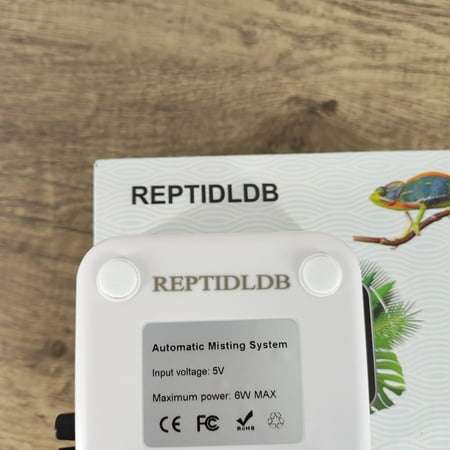 REPTIDLDB
REPTIDLDB
Automatic Misting System
Input voltage: 5V
Maximum power: 6W MAX
CE FC RoHS